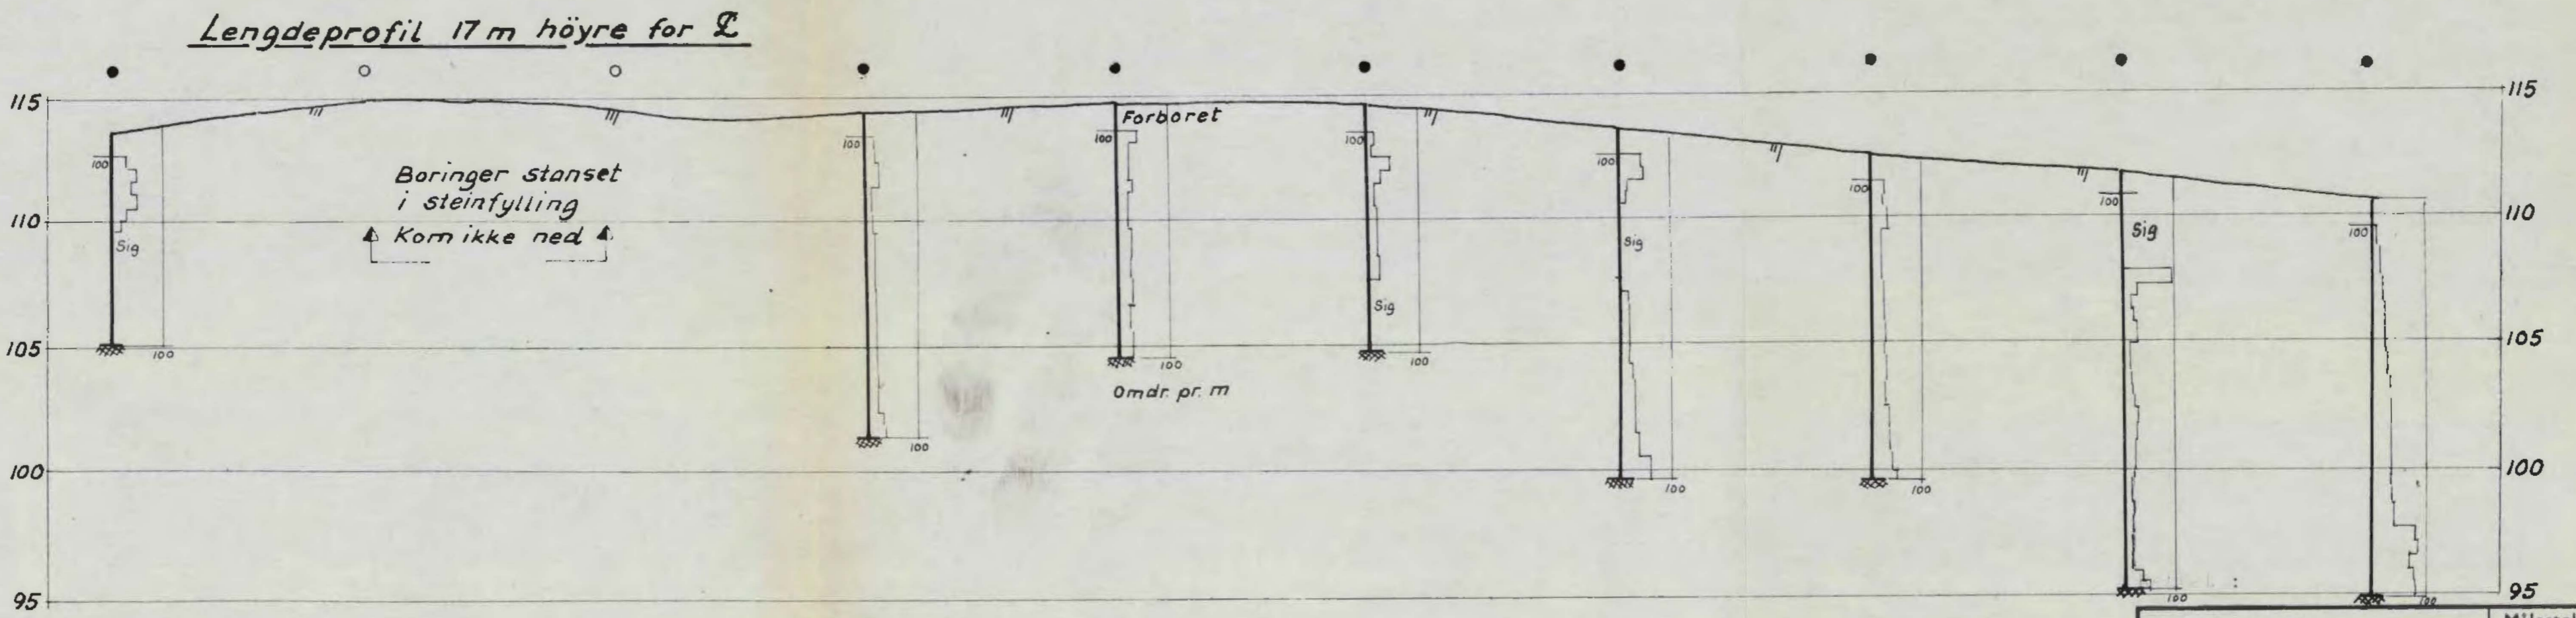 Lengdeprofil 17 m höyre for ℄
115 115
Forboret
100 100 100 100 100 100 100 100
Boringer stanset
i steinfylling
Kom ikke ned
110 110
Sig Sig Sig Sig
105 105
100 100 100
Omdr. pr. m
100
100 100
100 100
95 95
100 100